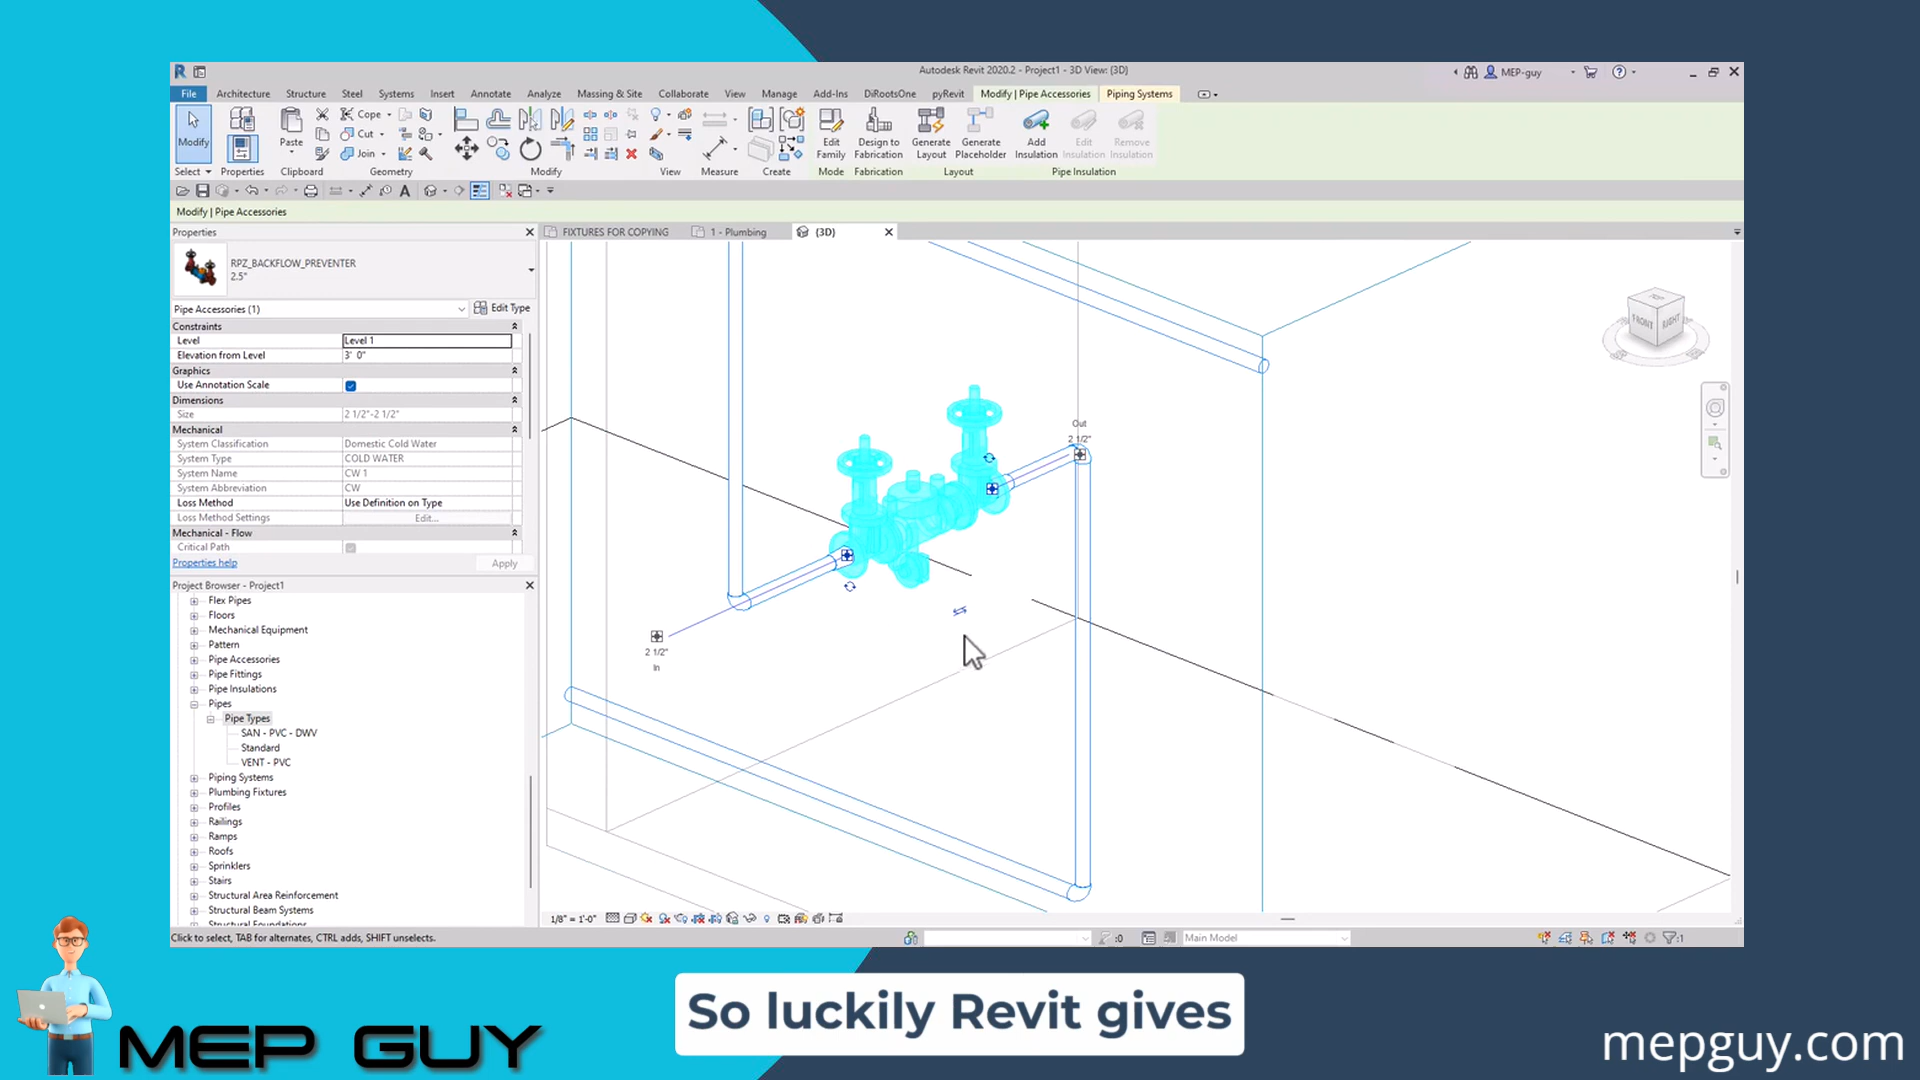 Autodesk Revit 2020.2 - Project1 - 3D View: {3D}
MEP-guy
File Architecture Structure Steel Systems Insert Annotate Analyze Massing & Site Collaborate View Manage Add-Ins DiRootsOne pyRevit Modify | Pipe Accessories Piping Systems
Modify
Paste
Cope
Cut
Join
Edit Family
Design to Fabrication
Generate Layout
Generate Placeholder
Add Insulation
Edit Insulation
Remove Insulation
Select Properties Clipboard Geometry Modify View Measure Create Mode Fabrication Layout Pipe Insulation
Modify | Pipe Accessories
Properties
RPZ_BACKFLOW_PREVENTER
2.5"
Pipe Accessories (1) Edit Type
Constraints
Level Level 1
Elevation from Level 3' 0"
Graphics
Use Annotation Scale
Dimensions
Size 2 1/2"-2 1/2"
Mechanical
System Classification Domestic Cold Water
System Type COLD WATER
System Name CW 1
System Abbreviation CW
Loss Method Use Definition on Type
Loss Method Settings Edit...
Mechanical - Flow
Critical Path
Properties help Apply
Project Browser - Project1
Flex Pipes
Floors
Mechanical Equipment
Pattern
Pipe Accessories
Pipe Fittings
Pipe Insulations
Pipes
Pipe Types
SAN - PVC - DWV
Standard
VENT - PVC
Piping Systems
Plumbing Fixtures
Profiles
Railings
Ramps
Roofs
Sprinklers
Stairs
Structural Area Reinforcement
Structural Beam Systems
Structural Foundations
FIXTURES FOR COPYING 1 - Plumbing {3D}
TOP
FRONT RIGHT
Out
2 1/2"
2 1/2"
In
1/8" = 1'-0"
Click to select, TAB for alternates, CTRL adds, SHIFT unselects.
:0
Main Model
:1
So luckily Revit gives
MEP GUY
mepguy.com